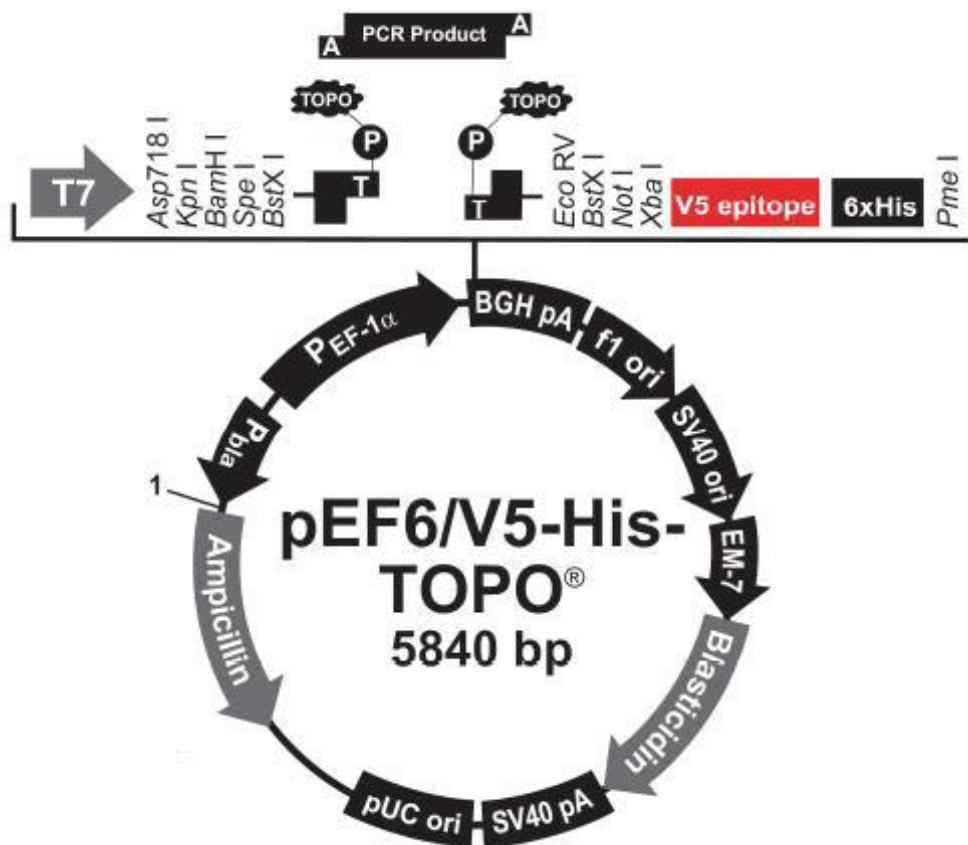 A PCR Product A
TOPO TOPO
P P
T7 Asp718 I Kpn I BamH I Spe I BstX I T T Eco RV BstX I Not I Xba I V5 epitope 6xHis Pme I
PEF-1α BGH pA f1 ori
Pbla SV40 ori
1
EM-7
Ampicillin
pEF6/V5-His-
TOPO®
5840 bp
Blasticidin
pUC ori SV40 pA